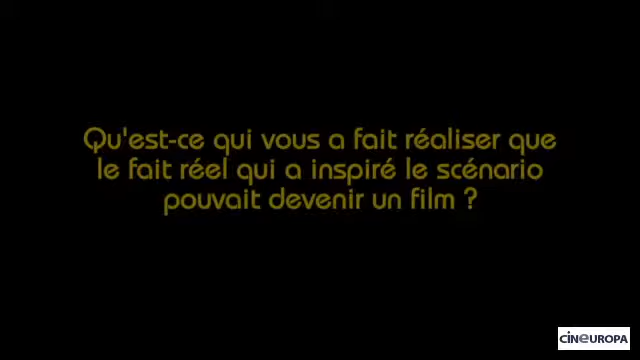 Qu'est-ce qui vous a fait réaliser que
le fait réel qui a inspiré le scénario
pouvait devenir un film ?
CINEUROPA